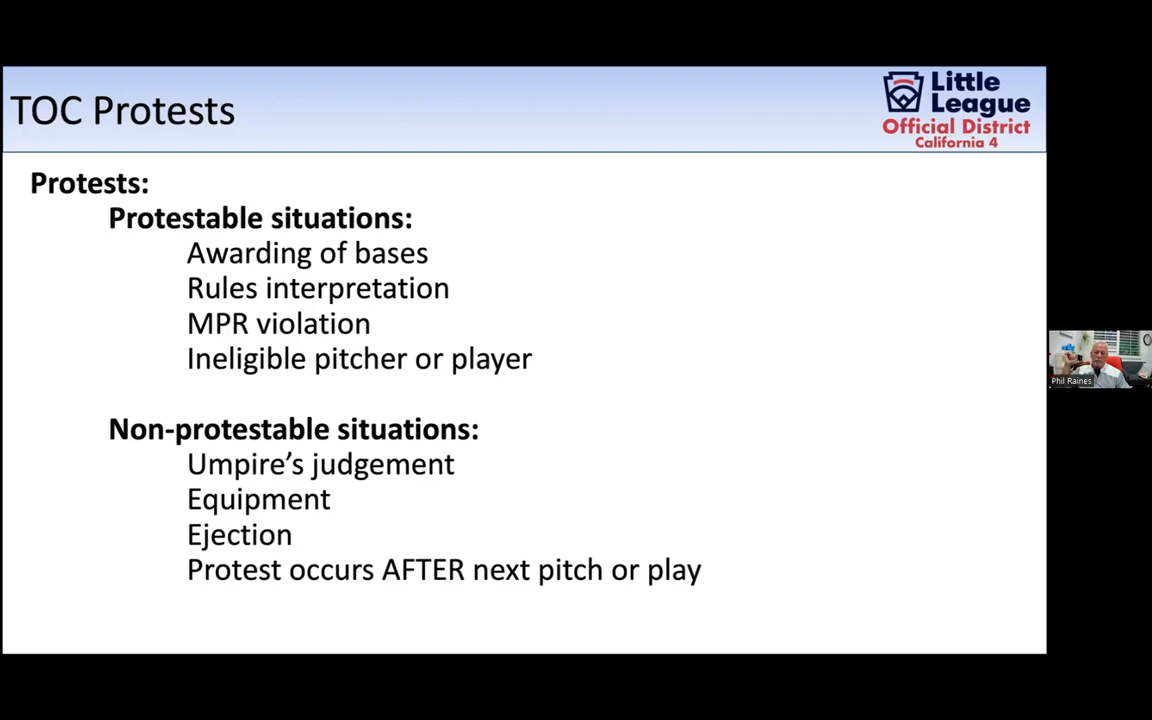 TOC Protests
Little
League
Official District
California 4
Protests:
Protestable situations:
Awarding of bases
Rules interpretation
MPR violation
Ineligible pitcher or player
Non-protestable situations:
Umpire’s judgement
Equipment
Ejection
Protest occurs AFTER next pitch or play
Phil Raines